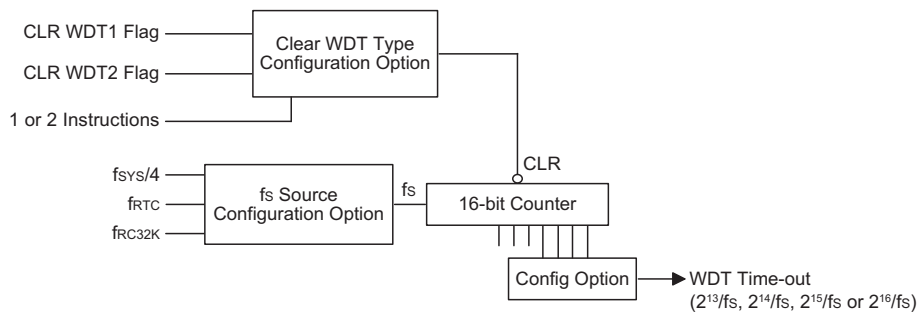 CLR WDT1 Flag
CLR WDT2 Flag
1 or 2 Instructions
Clear WDT Type
Configuration Option
CLR
fSYS/4
fRTC
fRC32K
fS Source
Configuration Option
fS
16-bit Counter
Config Option
WDT Time-out
(2¹³/fS, 2¹⁴/fS, 2¹⁵/fS or 2¹⁶/fS)